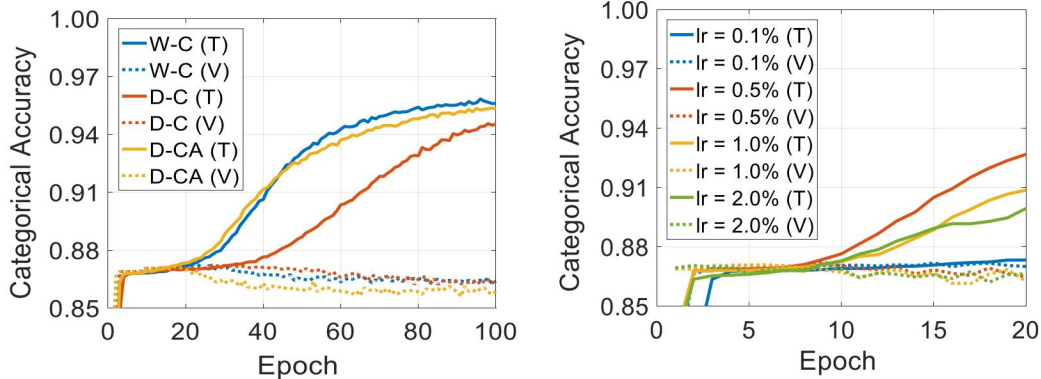 Categorical Accuracy
1.00
0.97
0.94
0.91
0.88
0.85
W-C (T)
W-C (V)
D-C (T)
D-C (V)
D-CA (T)
D-CA (V)
0 20 40 60 80 100
Epoch
Categorical Accuracy
1.00
0.97
0.94
0.91
0.88
0.85
lr = 0.1% (T)
lr = 0.1% (V)
lr = 0.5% (T)
lr = 0.5% (V)
lr = 1.0% (T)
lr = 1.0% (V)
lr = 2.0% (T)
lr = 2.0% (V)
0 5 10 15 20
Epoch